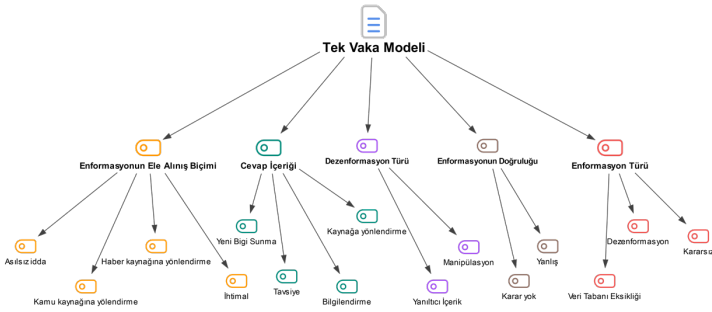 Tek Vaka Modeli
Enformasyonun Ele Alınış Biçimi
Cevap İçeriği
Dezenformasyon Türü
Enformasyonun Doğruluğu
Enformasyon Türü
Asılsız idda
Kamu kaynağına yölendirme
Haber kaynağına yönlendirme
İhtimal
Yeni Bigi Sunma
Tavsiye
Bilgilendirme
Kaynağa yönlendirme
Yanıltıcı İçerik
Manipülasyon
Karar yok
Yanlış
Veri Tabanı Eksikliği
Dezenformasyon
Kararsız